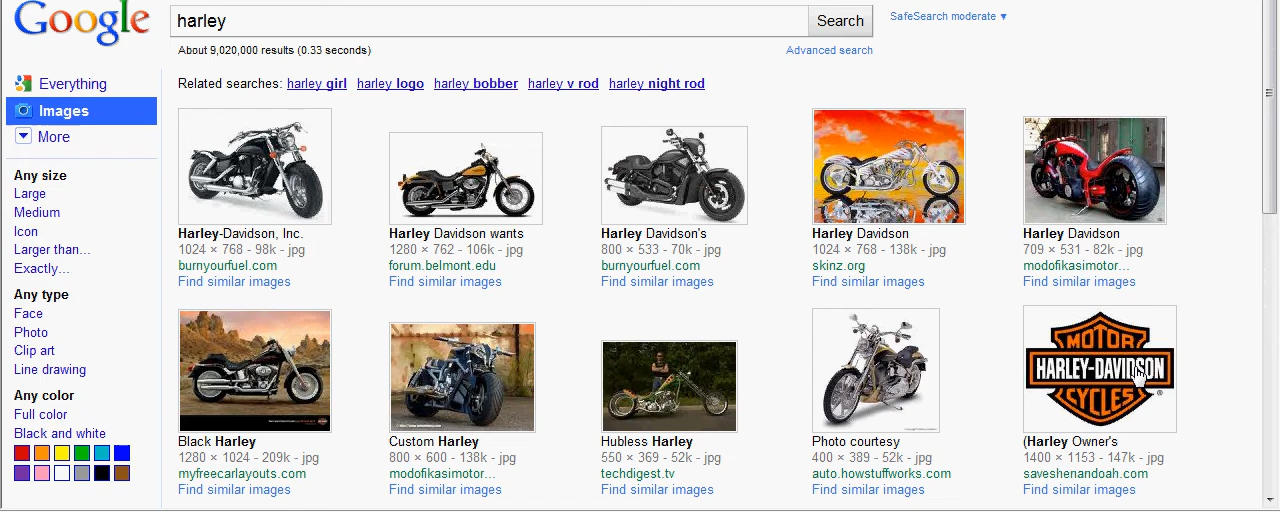 Google
harley
Search
SafeSearch moderate ▼
About 9,020,000 results (0.33 seconds)
Advanced search
Everything
Images
More
Related searches: harley girl harley logo harley bobber harley v rod harley night rod
Any size
Large
Medium
Icon
Larger than...
Exactly...
Any type
Face
Photo
Clip art
Line drawing
Any color
Full color
Black and white
Harley-Davidson, Inc.
1024 × 768 - 98k - jpg
burnyourfuel.com
Find similar images
Harley Davidson wants
1280 × 762 - 106k - jpg
forum.belmont.edu
Find similar images
Harley Davidson's
800 × 533 - 70k - jpg
burnyourfuel.com
Find similar images
Harley Davidson
1024 × 768 - 138k - jpg
skinz.org
Find similar images
Harley Davidson
709 × 531 - 82k - jpg
modofikasimotor...
Find similar images
Black Harley
1280 × 1024 - 209k - jpg
myfreecarlayouts.com
Find similar images
Custom Harley
800 × 600 - 138k - jpg
modofikasimotor...
Find similar images
Hubless Harley
550 × 369 - 52k - jpg
techdigest.tv
Find similar images
Photo courtesy
400 × 389 - 52k - jpg
auto.howstuffworks.com
Find similar images
MOTOR
HARLEY-DAVIDSON
CYCLES
®
(Harley Owner's
1400 × 1153 - 147k - jpg
saveshenandoah.com
Find similar images